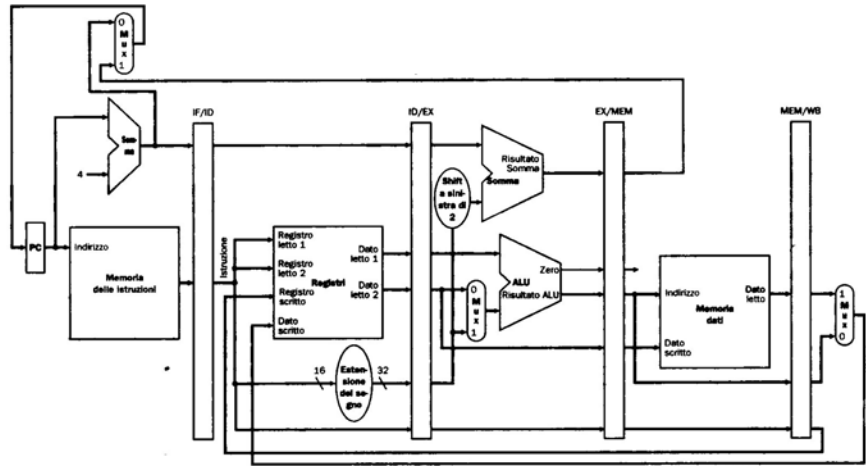 0
M
u
x
1
IF/ID
ID/EX
EX/MEM
MEM/WB
Som-
ma
4
Risultato
Somma
Somma
Shift
a sini-
stra di
2
PC
Indirizzo
Memoria
delle istruzioni
Istruzione
Registro
letto 1
Registro
letto 2
Registri
Registro
scritto
Dato
scritto
Dato
letto 1
Dato
letto 2
0
M
u
x
1
Zero
ALU
Risultato ALU
Indirizzo
Dato
letto
Memoria
dati
Dato
scritto
1
M
u
x
0
16
Esten-
sione
del se-
gno
32